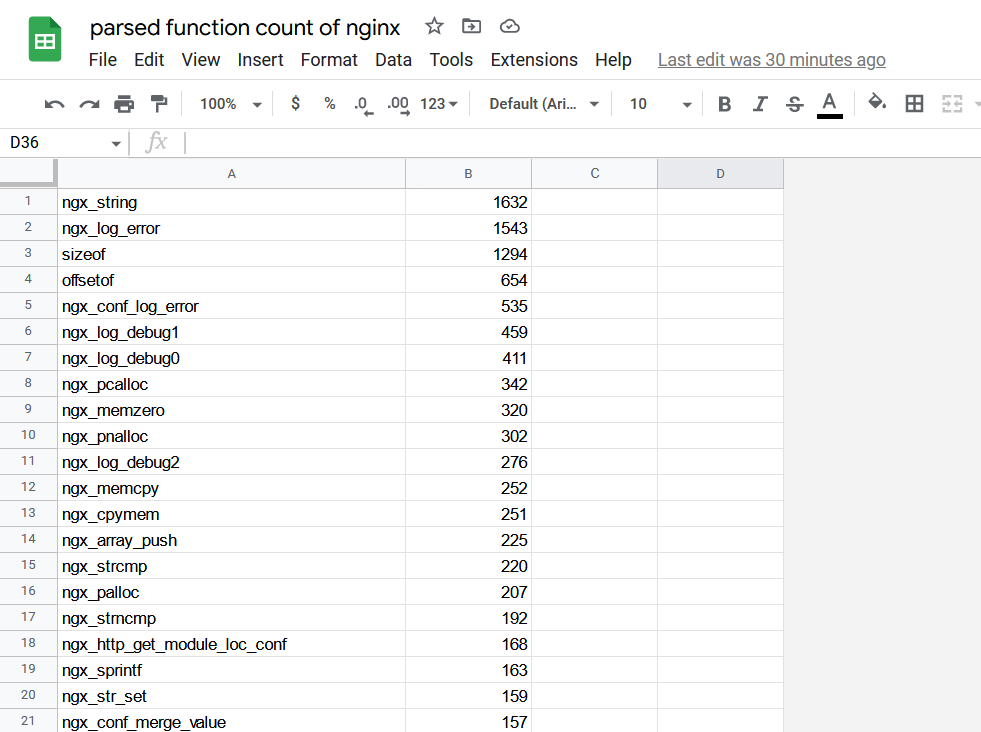 parsed function count of nginx
File Edit View Insert Format Data Tools Extensions Help Last edit was 30 minutes ago
100% $ % .0 .00 123 Default (Ari... 10 B I S A
D36 fx
A B C D
1 ngx_string 1632
2 ngx_log_error 1543
3 sizeof 1294
4 offsetof 654
5 ngx_conf_log_error 535
6 ngx_log_debug1 459
7 ngx_log_debug0 411
8 ngx_pcalloc 342
9 ngx_memzero 320
10 ngx_pnalloc 302
11 ngx_log_debug2 276
12 ngx_memcpy 252
13 ngx_cpymem 251
14 ngx_array_push 225
15 ngx_strcmp 220
16 ngx_palloc 207
17 ngx_strncmp 192
18 ngx_http_get_module_loc_conf 168
19 ngx_sprintf 163
20 ngx_str_set 159
21 ngx_conf_merge_value 157